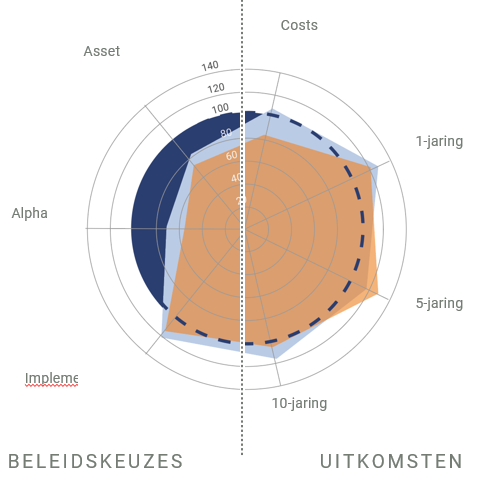 Costs
Asset
140
120
100
80
60
40
1-jaring
Alpha
5-jaring
Impleme
10-jaring
BELEIDSKEUZES UITKOMSTEN